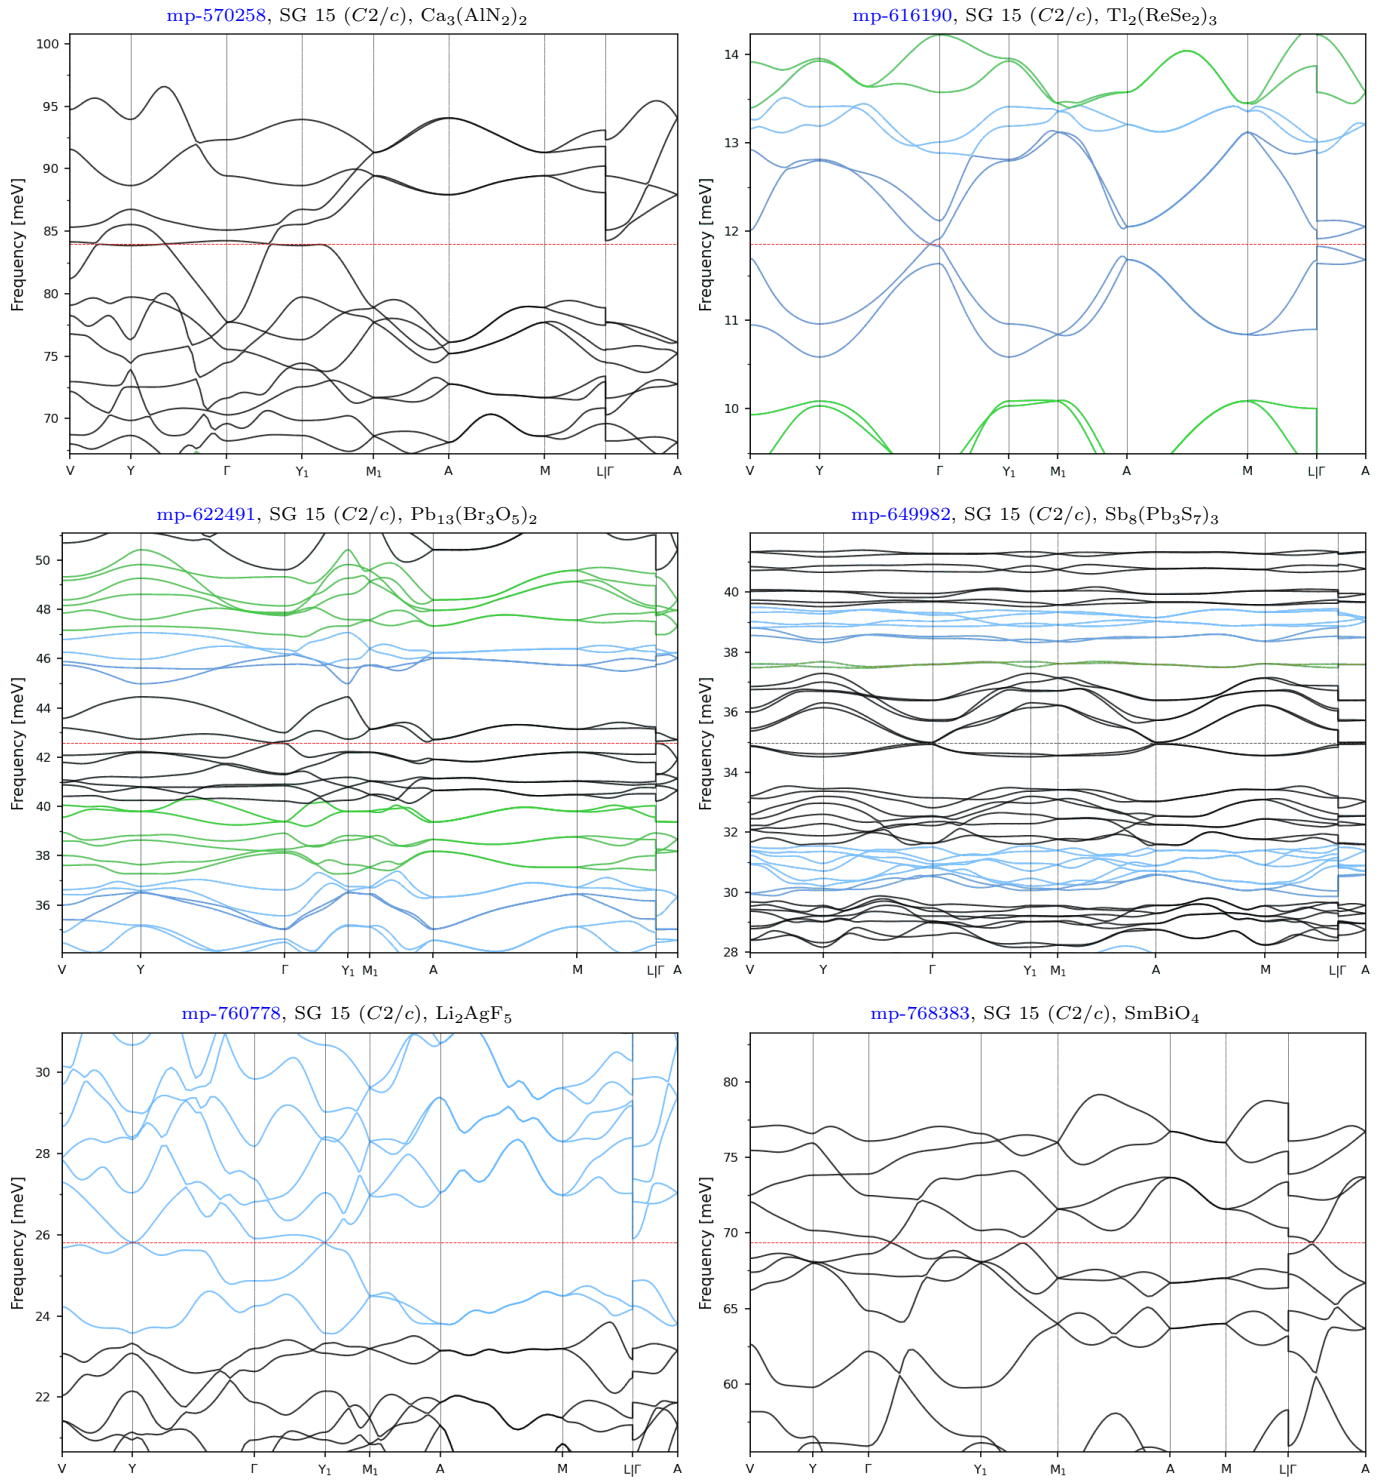 mp-570258, SG 15 (C2/c), Ca₃(AlN₂)₂
Frequency [meV]
100
95
90
85
80
75
70
V Y Γ Y₁ M₁ A M L|Γ A
mp-616190, SG 15 (C2/c), Tl₂(ReSe₂)₃
Frequency [meV]
14
13
12
11
10
V Y Γ Y₁ M₁ A M L|Γ A
mp-622491, SG 15 (C2/c), Pb₁₃(Br₃O₅)₂
Frequency [meV]
50
48
46
44
42
40
38
36
V Y Γ Y₁ M₁ A M L|Γ A
mp-649982, SG 15 (C2/c), Sb₈(Pb₃S₇)₃
Frequency [meV]
40
38
36
34
32
30
28
V Y Γ Y₁ M₁ A M L|Γ A
mp-760778, SG 15 (C2/c), Li₂AgF₅
Frequency [meV]
30
28
26
24
22
V Y Γ Y₁ M₁ A M L|Γ A
mp-768383, SG 15 (C2/c), SmBiO₄
Frequency [meV]
80
75
70
65
60
V Y Γ Y₁ M₁ A M L|Γ A